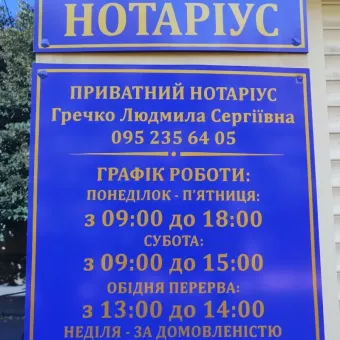 НОТАРІУС
ПРИВАТНИЙ НОТАРІУС
Гречко Людмила Сергіївна
095 235 64 05
ГРАФІК РОБОТИ:
ПОНЕДІЛОК - П'ЯТНИЦЯ:
з 09:00 до 18:00
СУБОТА:
з 09:00 до 15:00
ОБІДНЯ ПЕРЕРВА:
з 13:00 до 14:00
НЕДІЛЯ - ЗА ДОМОВЛЕНІСТЮ